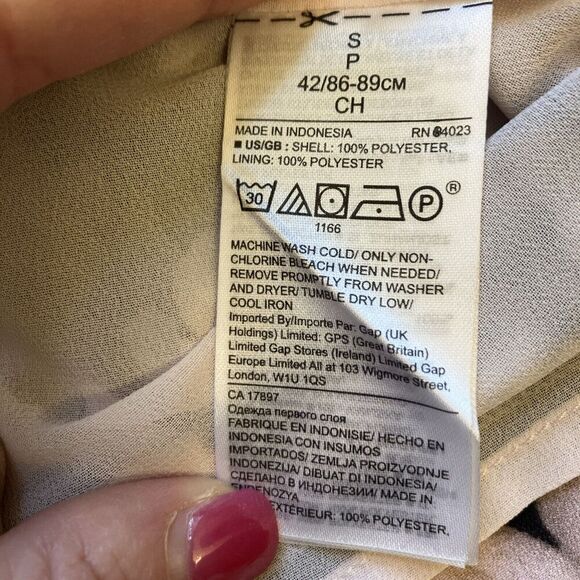 S
P
42/86-89CM
CH
MADE IN INDONESIA RN 54023
■ US/GB : SHELL: 100% POLYESTER,
LINING: 100% POLYESTER
30 P ®
1166
MACHINE WASH COLD/ ONLY NON-
CHLORINE BLEACH WHEN NEEDED/
REMOVE PROMPTLY FROM WASHER
AND DRYER/ TUMBLE DRY LOW/
COOL IRON
Imported By/Importe Par: Gap (UK
Holdings) Limited: GPS (Great Britain)
Limited Gap Stores (Ireland) Limited Gap
Europe Limited All at 103 Wigmore Street,
London, W1U 1QS
CA 17897
Одежда первого слоя
FABRIQUE EN INDONISIE/ HECHO EN
INDONESIA CON INSUMOS
IMPORTADOS/ ZEMLJA PROIZVODNJE
INDONEZIJA/ DIBUAT DI INDONESIA/
СДЕЛАНО В ИНДОНЕЗИИ/ MADE IN
ENDENOZYA
EXTÉRIEUR: 100% POLYESTER,